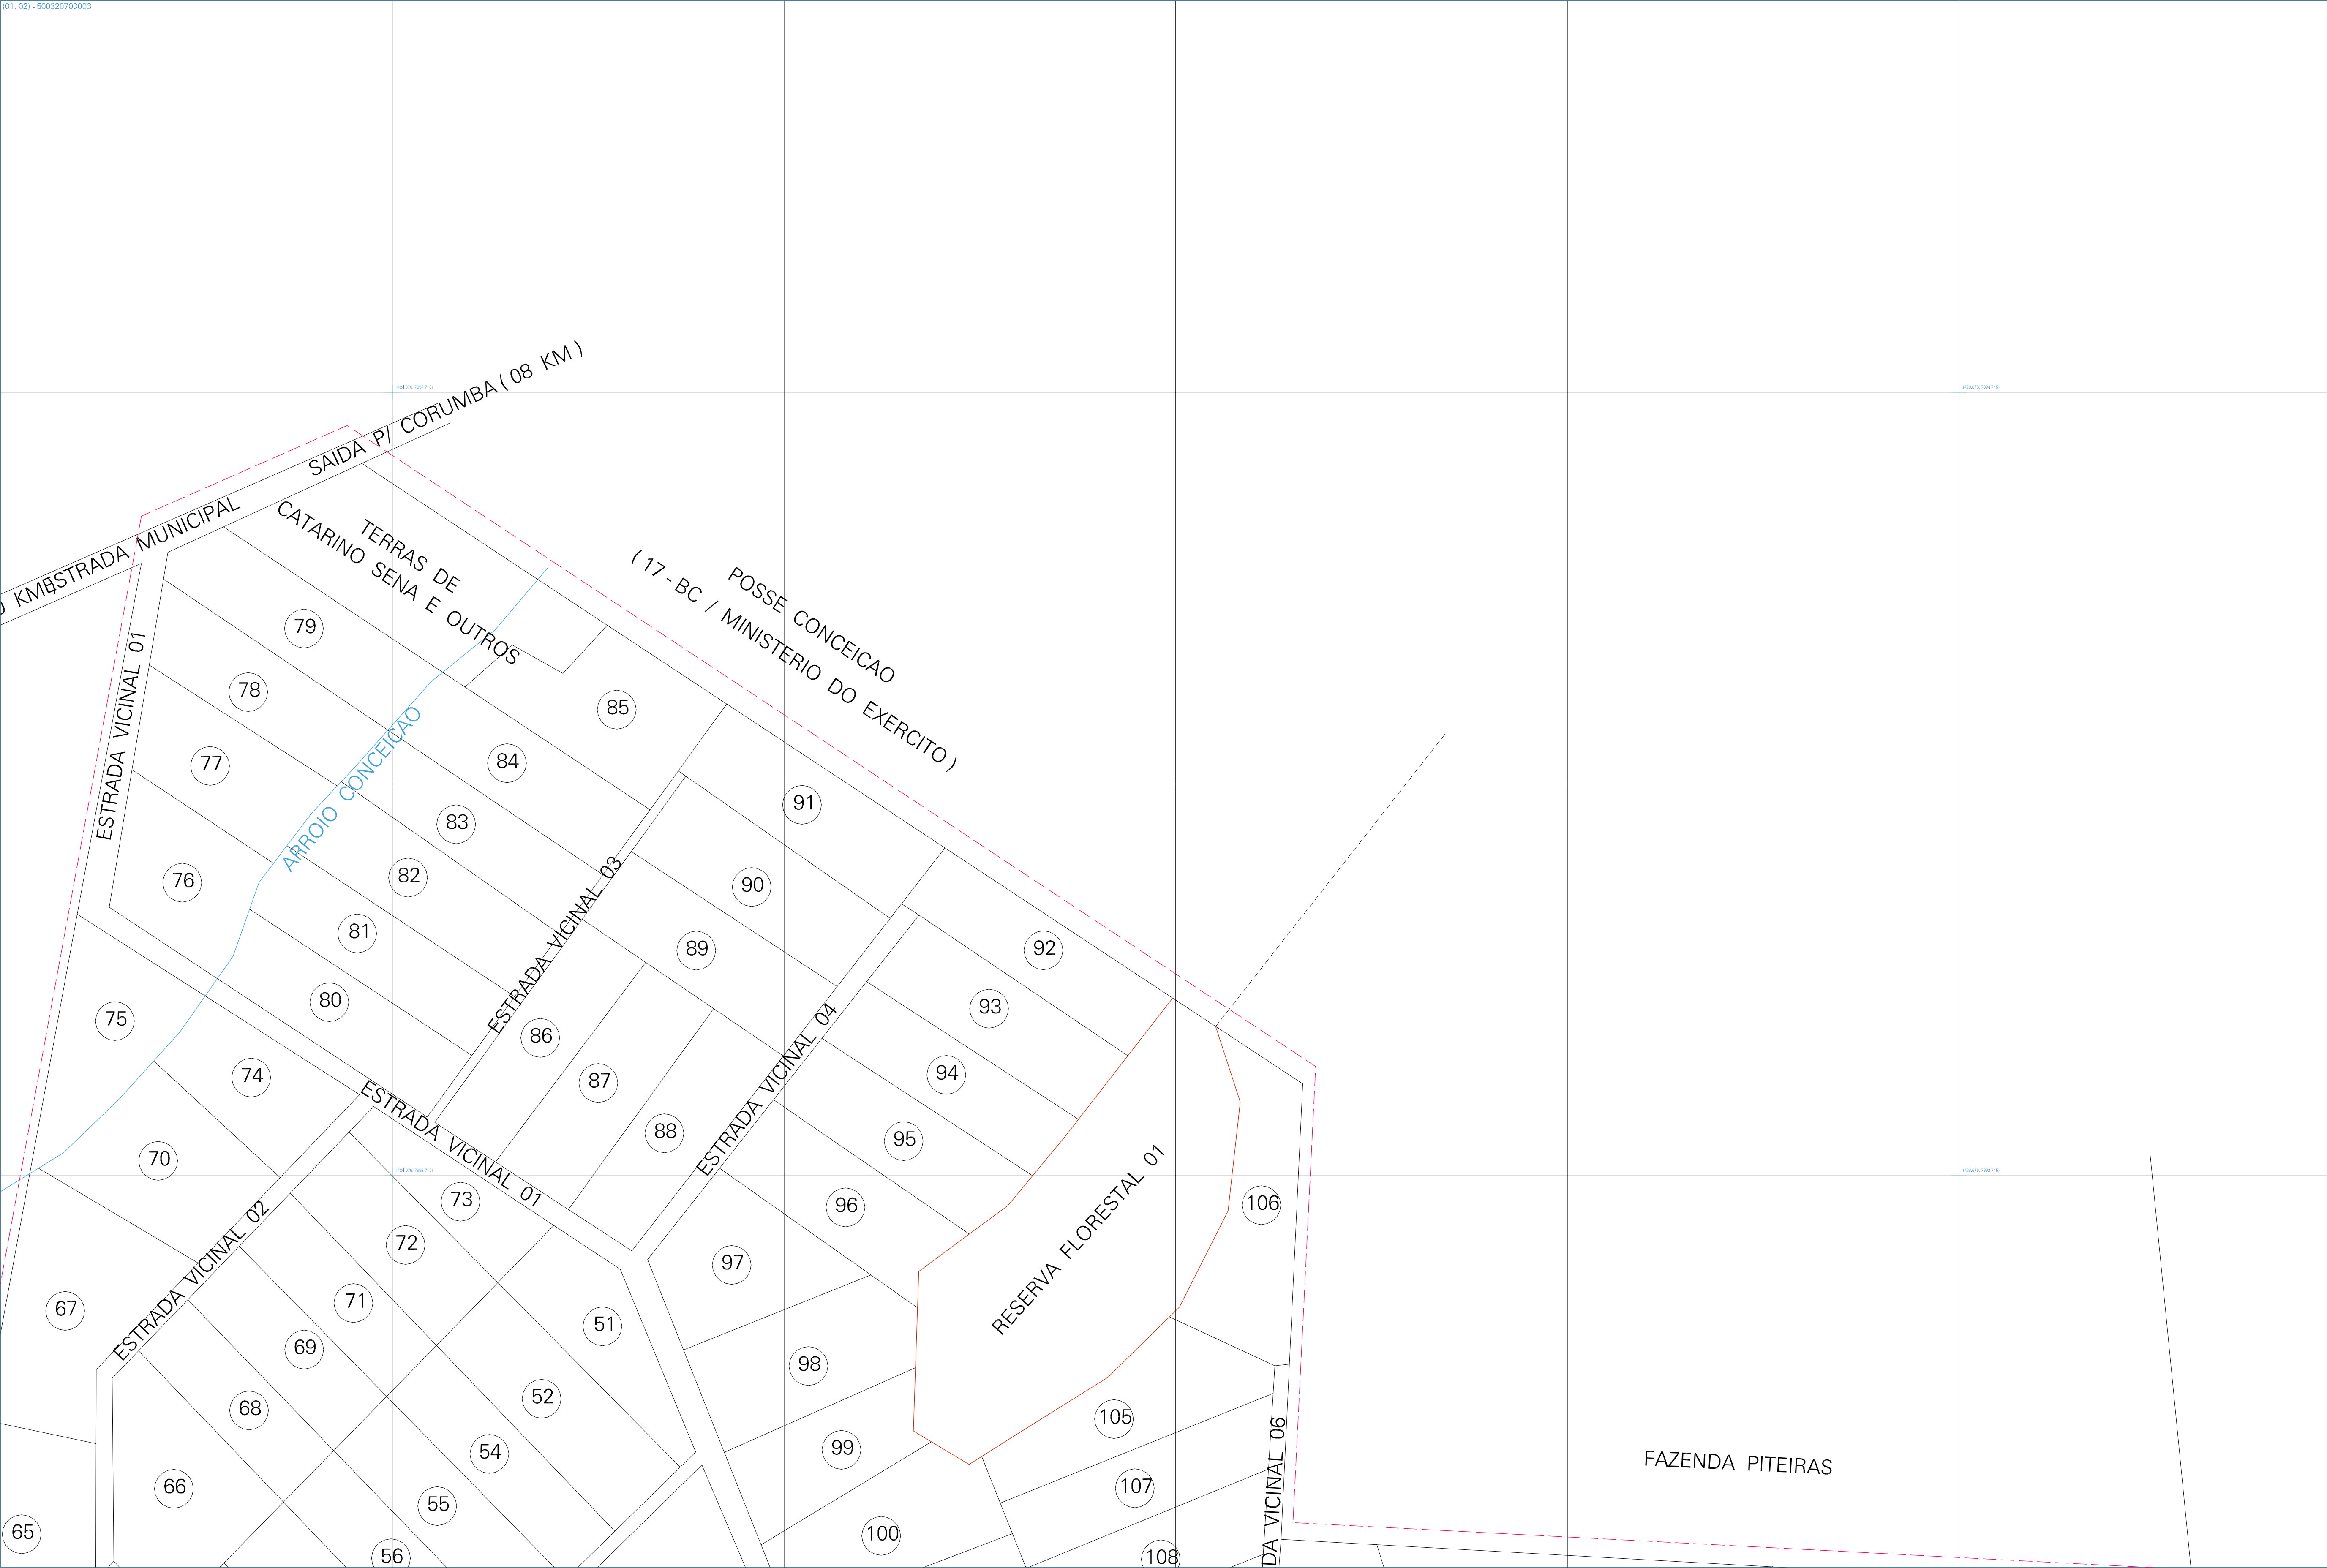 (01, 02) - 500320700003
SAIDA P/ CORUMBA ( 08 KM )
ESTRADA MUNICIPAL
KM )
TERRAS DE
CATARINO SENA E OUTROS
POSSE CONCEICAO
( 17 - BC / MINISTERIO DO EXERCITO )
ESTRADA VICINAL 01
ARROIO CONCEICAO
79
78
77
76
85
84
83
82
81
80
ESTRADA VICINAL 03
91
90
89
86
87
88
ESTRADA VICINAL 04
92
93
94
95
96
97
75
74
70
ESTRADA VICINAL 01
73
72
71
69
68
67
66
65
ESTRADA VICINAL 02
51
52
54
55
56
98
99
100
RESERVA FLORESTAL 01
106
105
107
108
DA VICINAL 06
FAZENDA PITEIRAS